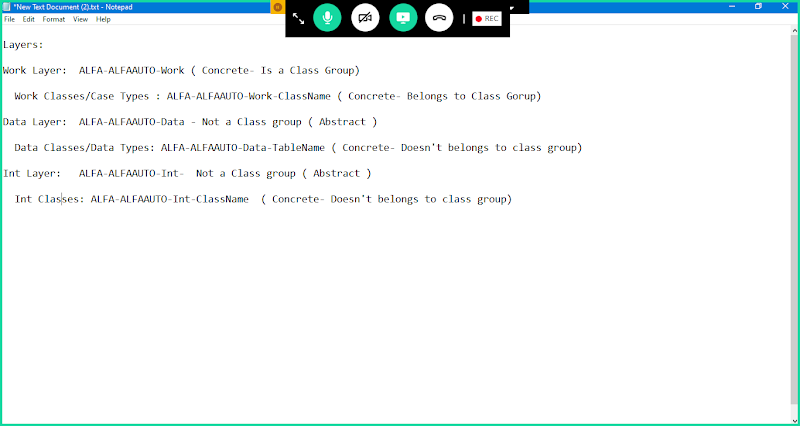 *New Text Document (2).txt - Notepad
REC
File Edit Format View Help
Layers:
Work Layer:  ALFA-ALFAAUTO-Work ( Concrete- Is a Class Group)
Work Classes/Case Types : ALFA-ALFAAUTO-Work-ClassName ( Concrete- Belongs to Class Gorup)
Data Layer:  ALFA-ALFAAUTO-Data - Not a Class group ( Abstract )
Data Classes/Data Types: ALFA-ALFAAUTO-Data-TableName ( Concrete- Doesn't belongs to class group)
Int Layer:   ALFA-ALFAAUTO-Int-  Not a Class group ( Abstract )
Int Classes: ALFA-ALFAAUTO-Int-ClassName  ( Concrete- Doesn't belongs to class group)